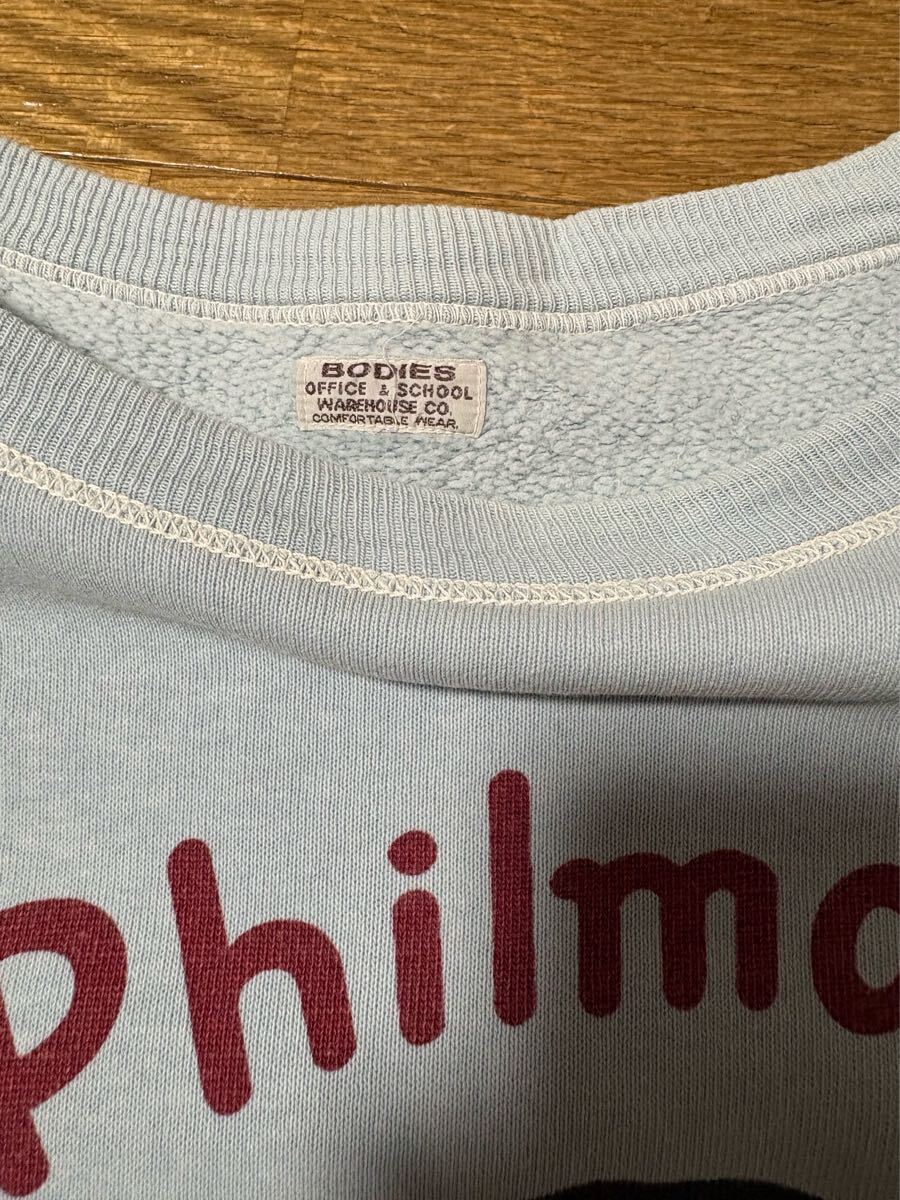 BODIES
OFFICE & SCHOOL
WAREHOUSE CO.
COMFORTABLE WEAR.
philmo